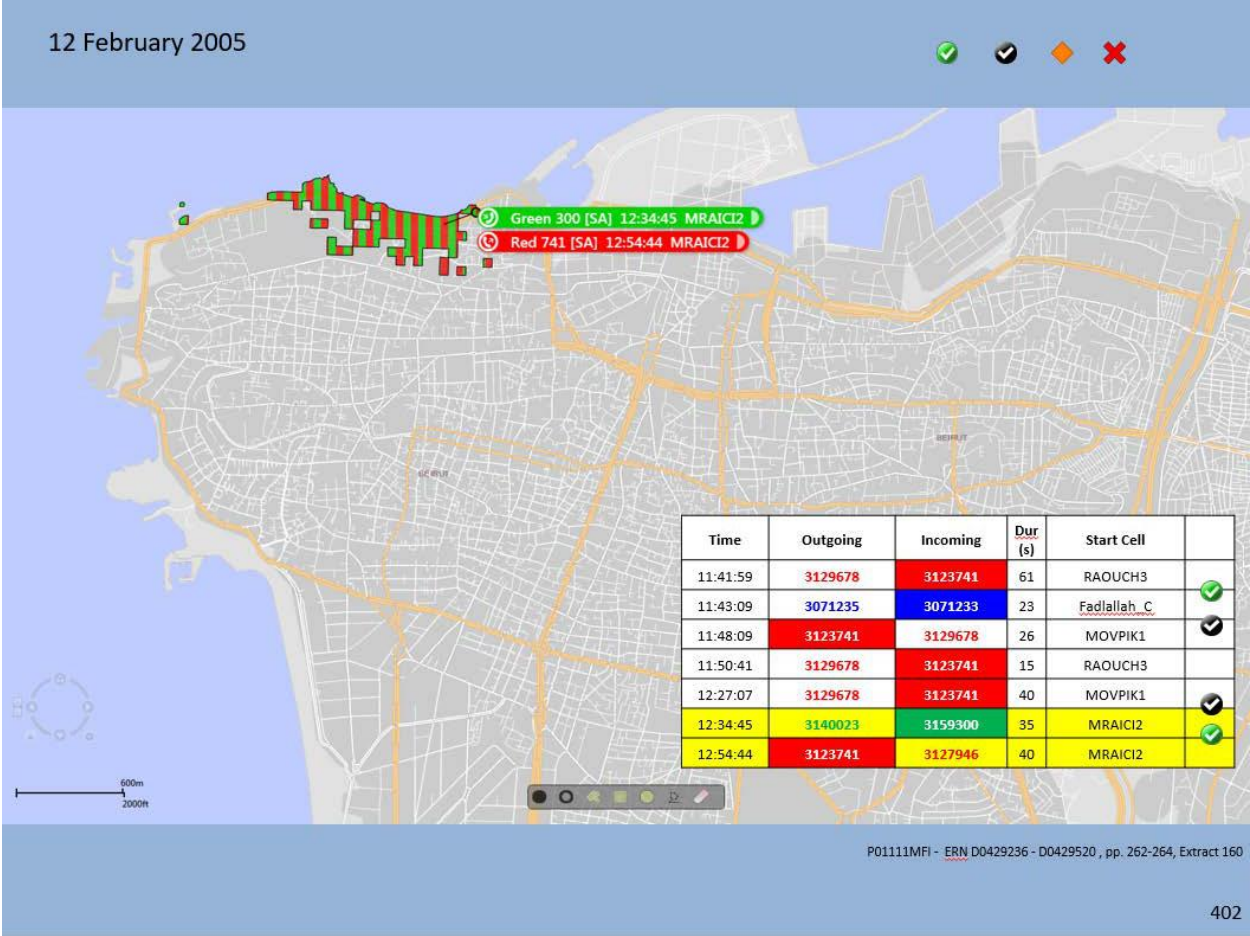 12 February 2005
Green 300 [SA] 12:34:45 MRAICI2
Red 741 [SA] 12:54:44 MRAICI2
BEIRUT
BEIRUT
Time Outgoing Incoming Dur (s) Start Cell
11:41:59 3129678 3123741 61 RAOUCH3
11:43:09 3071235 3071233 23 Fadlallah_C
11:48:09 3123741 3129678 26 MOVPIK1
11:50:41 3129678 3123741 15 RAOUCH3
12:27:07 3129678 3123741 40 MOVPIK1
12:34:45 3140023 3159300 35 MRAICI2
12:54:44 3123741 3127946 40 MRAICI2
600m
2000ft
P01111MFI - ERN D0429236 - D0429520 , pp. 262-264, Extract 160
402